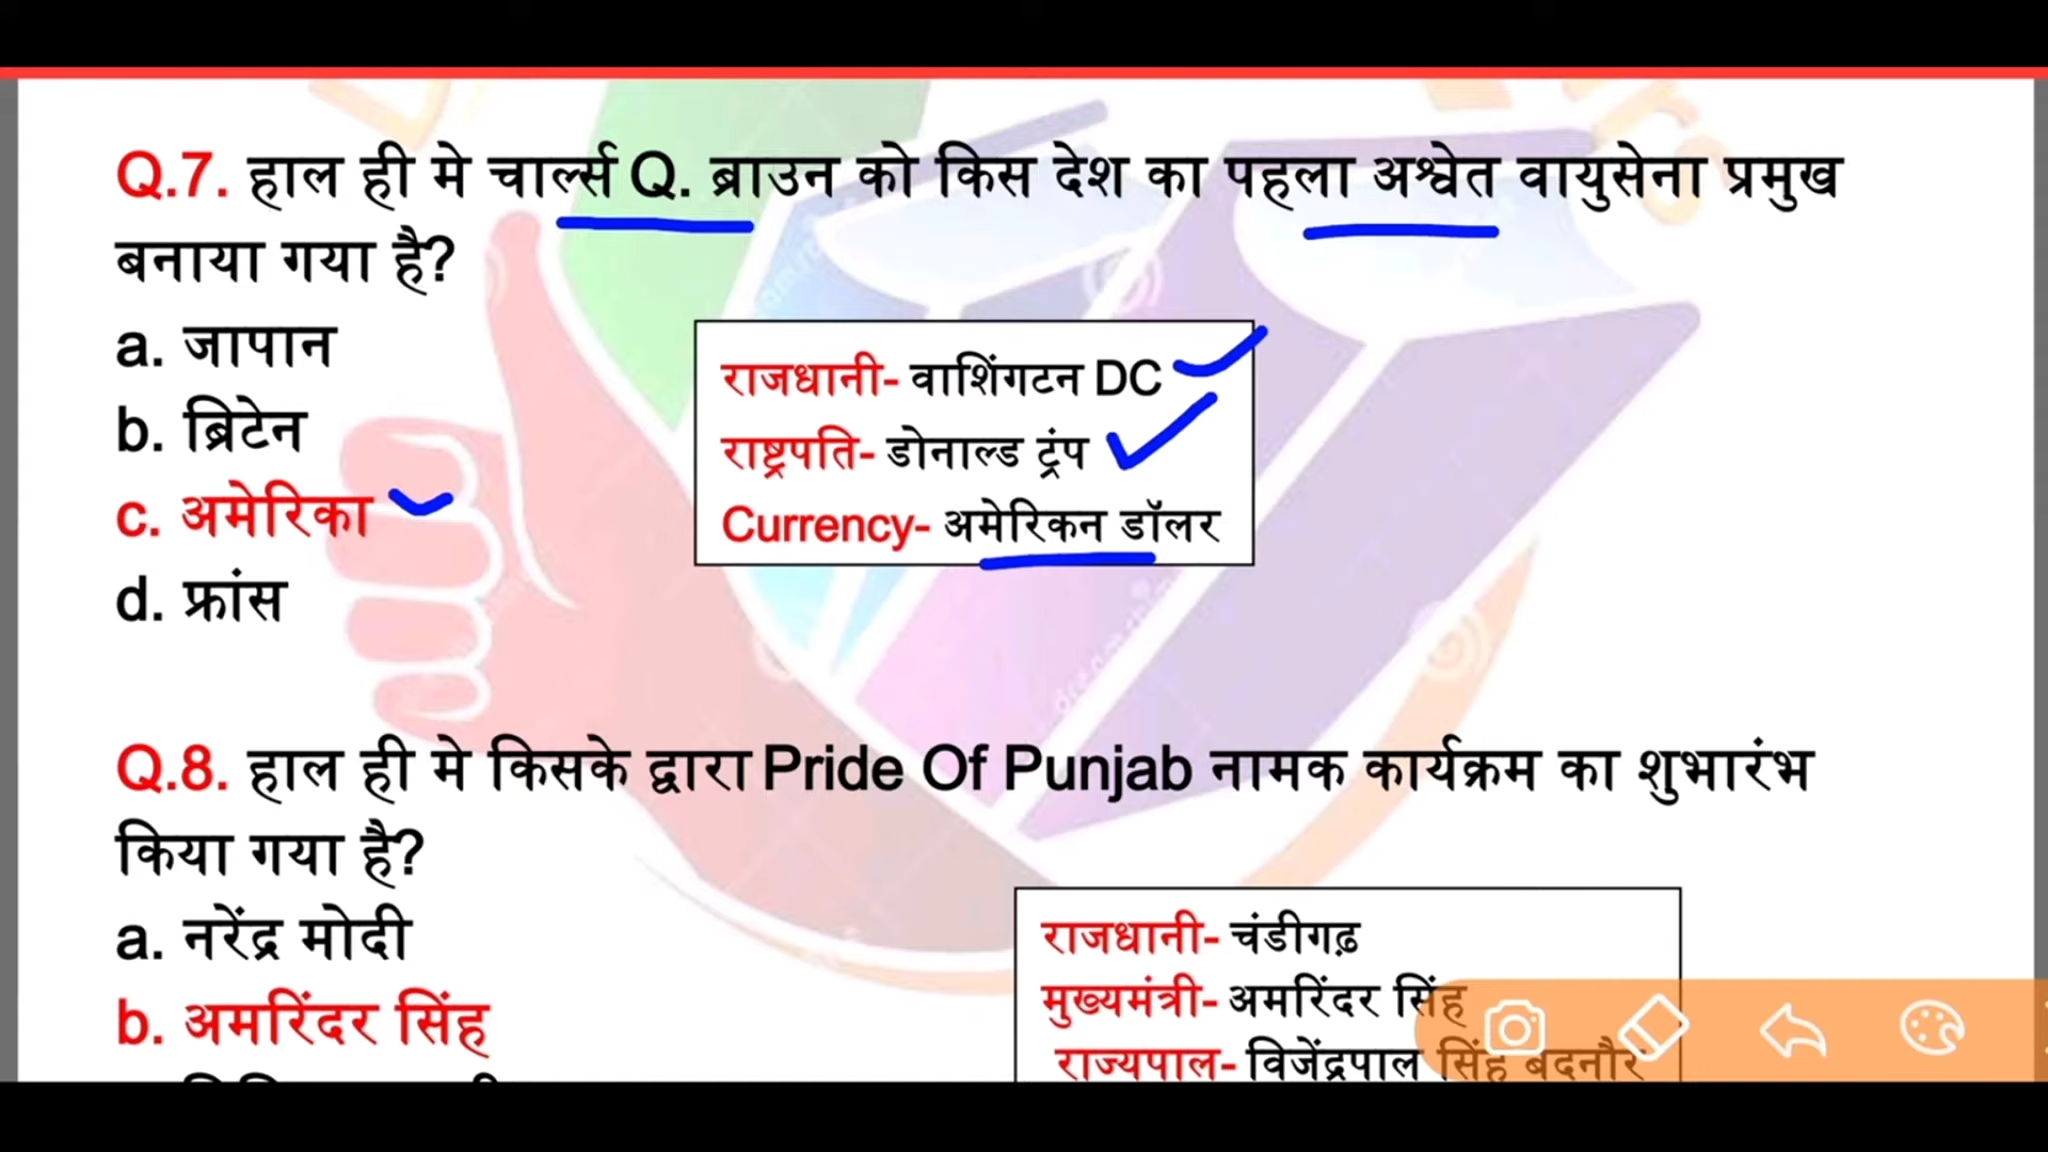 Q.7. हाल ही मे चार्ल्स Q. ब्राउन को किस देश का पहला अश्वेत वायुसेना प्रमुख
बनाया गया है?
a. जापान
b. ब्रिटेन
c. अमेरिका
d. फ्रांस
राजधानी- वाशिंगटन DC
राष्ट्रपति- डोनाल्ड ट्रंप
Currency- अमेरिकन डॉलर
Q.8. हाल ही मे किसके द्वारा Pride Of Punjab नामक कार्यक्रम का शुभारंभ
किया गया है?
a. नरेंद्र मोदी
b. अमरिंदर सिंह
राजधानी- चंडीगढ़
मुख्यमंत्री- अमरिंदर सिंह
राज्यपाल- विजेंद्रपाल सिंह बदनौर